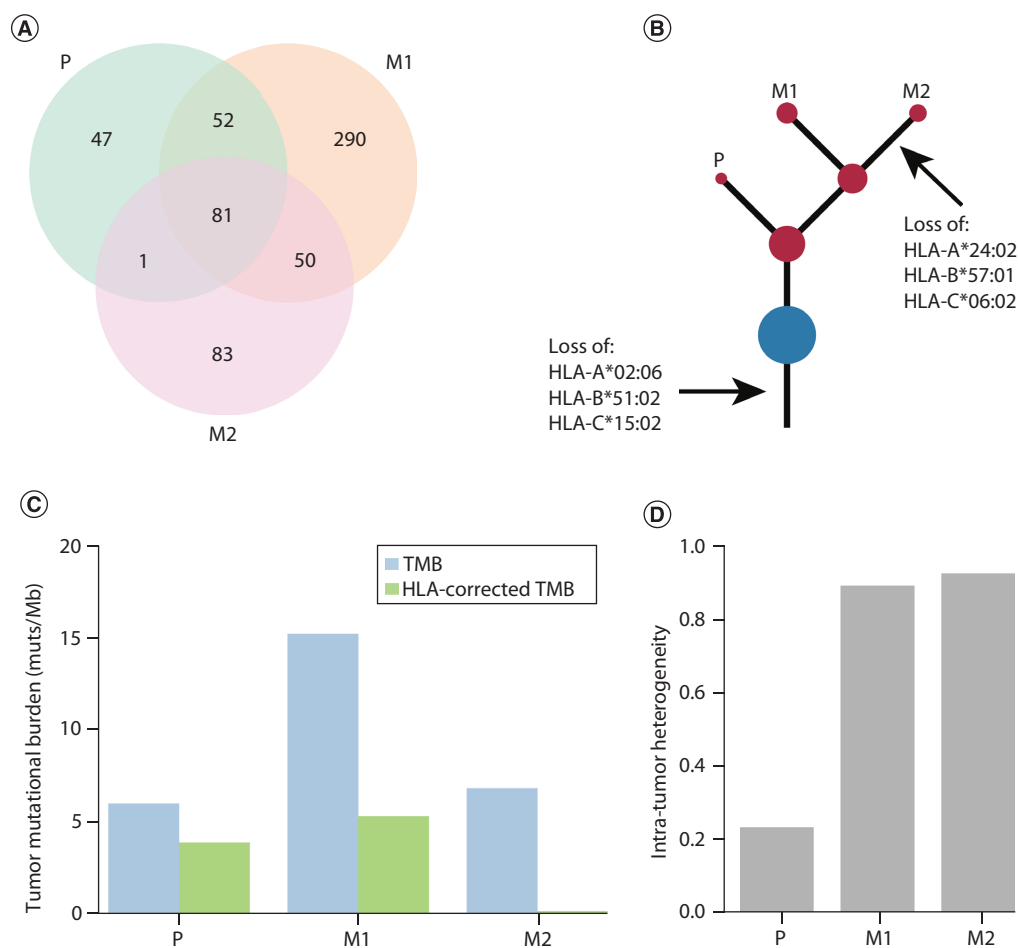 A
P
M1
47
52
290
81
1
50
83
M2
B
M1
M2
P
Loss of:
HLA-A*24:02
HLA-B*57:01
HLA-C*06:02
Loss of:
HLA-A*02:06
HLA-B*51:02
HLA-C*15:02
C
Tumor mutational burden (muts/Mb)
20
15
10
5
0
TMB
HLA-corrected TMB
P
M1
M2
D
Intra-tumor heterogeneity
1.0
0.8
0.6
0.4
0.2
0.0
P
M1
M2